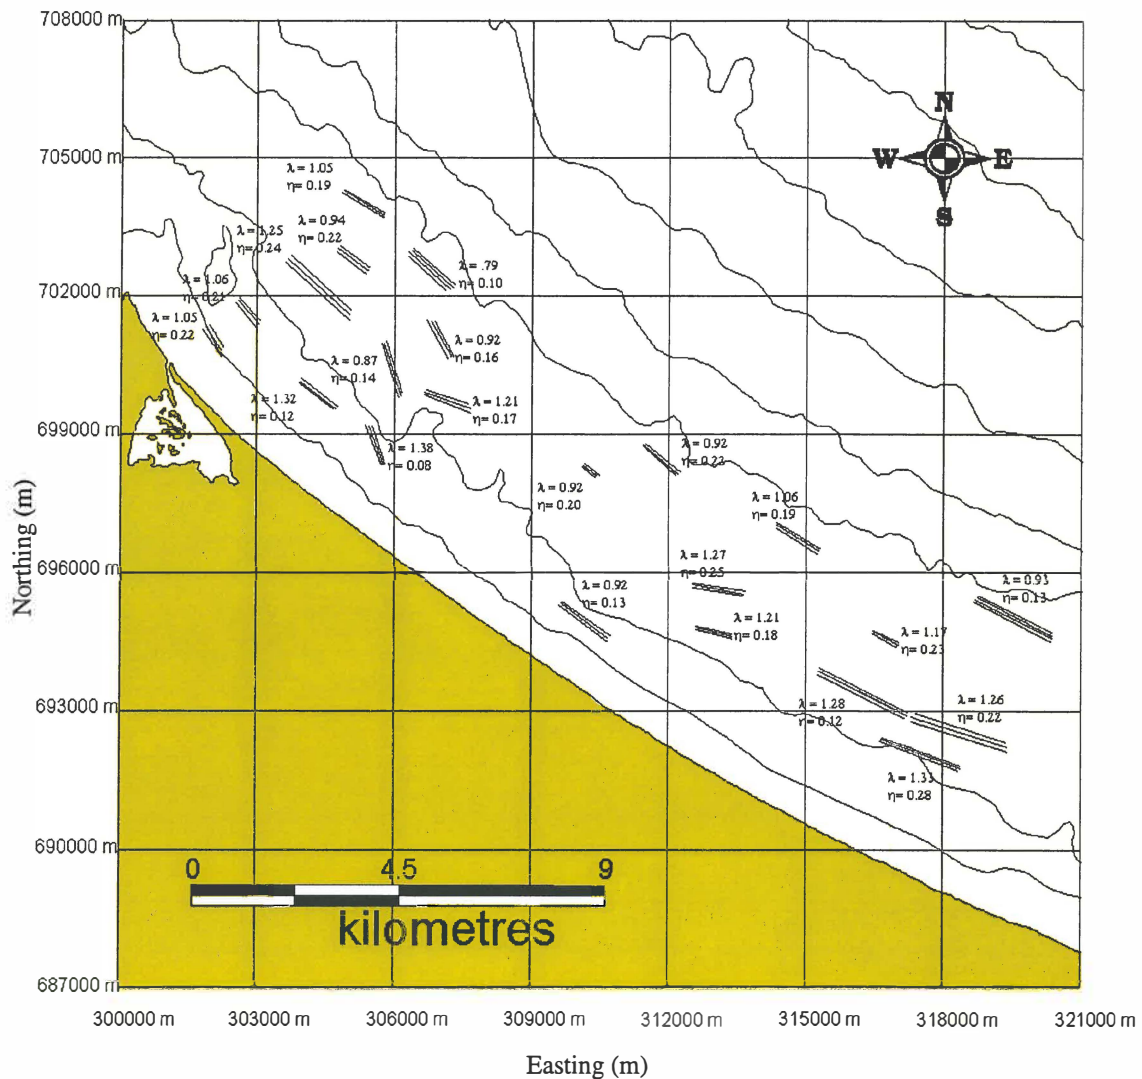 708000 m
N
705000 m
W
E
λ = 1.05
η= 0.19
S
λ = 0.94
η= 0.22
λ = 1.25
η= 0.24
λ = .79
η= 0.10
λ = 1.06
η= 0.21
702000 m
λ = 1.05
η= 0.22
λ = 0.92
η= 0.16
λ = 0.87
η= 0.14
λ = 1.32
η= 0.12
λ = 1.21
η= 0.17
699000 m
λ = 1.38
η= 0.08
λ = 0.92
η= 0.22
λ = 0.92
η= 0.20
λ = 1.06
η= 0.19
Northing (m)
696000 m
λ = 1.27
η= 0.25
λ = 0.92
η= 0.13
λ = 0.93
η= 0.13
λ = 1.21
η= 0.18
λ = 1.17
η= 0.23
693000 m
λ = 1.28
η= 0.12
λ = 1.26
η= 0.22
λ = 1.33
η= 0.28
690000 m
0 4.5 9
kilometres
687000 m
300000 m 303000 m 306000 m 309000 m 312000 m 315000 m 318000 m 321000 m
Easting (m)